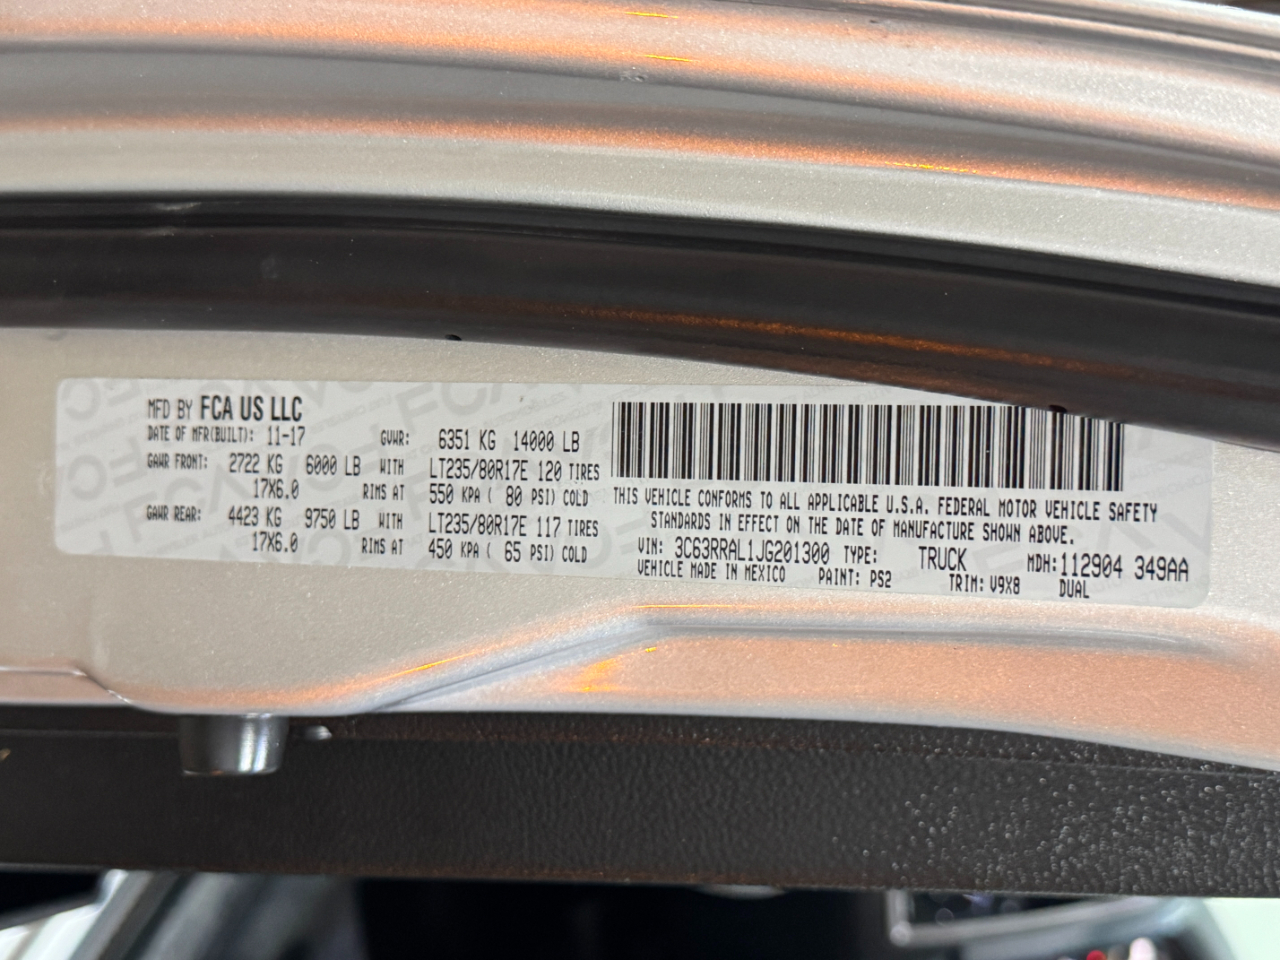 MFD BY FCA US LLC
DATE OF MFR(BUILT): 11-17 GVWR: 6351 KG 14000 LB
GAWR FRONT: 2722 KG 6000 LB WITH LT235/80R17E 120 TIRES
17X6.0 RIMS AT 550 KPA ( 80 PSI) COLD
GAWR REAR: 4423 KG 9750 LB WITH LT235/80R17E 117 TIRES
17X6.0 RIMS AT 450 KPA ( 65 PSI) COLD
THIS VEHICLE CONFORMS TO ALL APPLICABLE U.S.A. FEDERAL MOTOR VEHICLE SAFETY
STANDARDS IN EFFECT ON THE DATE OF MANUFACTURE SHOWN ABOVE.
VIN: 3C63RRAL1JG201300 TYPE: TRUCK MDH: 112904 349AA
VEHICLE MADE IN MEXICO PAINT: PS2 TRIM: V9X8 DUAL